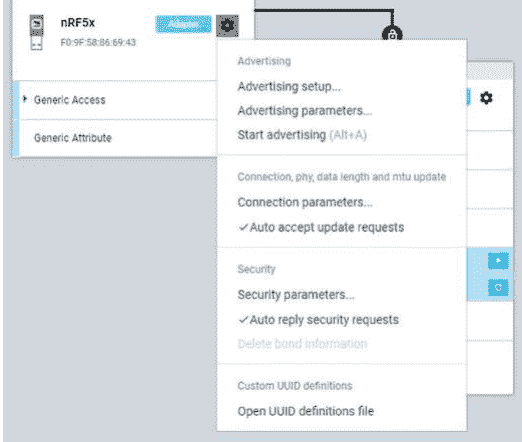 nRF5x
Adapter
F0:9F:58:86:69:43
Generic Access
Generic Attribute
Advertising
Advertising setup...
Advertising parameters...
Start advertising (Alt+A)
Connection, phy, data length and mtu update
Connection parameters...
✓Auto accept update requests
Security
Security parameters...
✓Auto reply security requests
Delete bond information
Custom UUID definitions
Open UUID definitions file